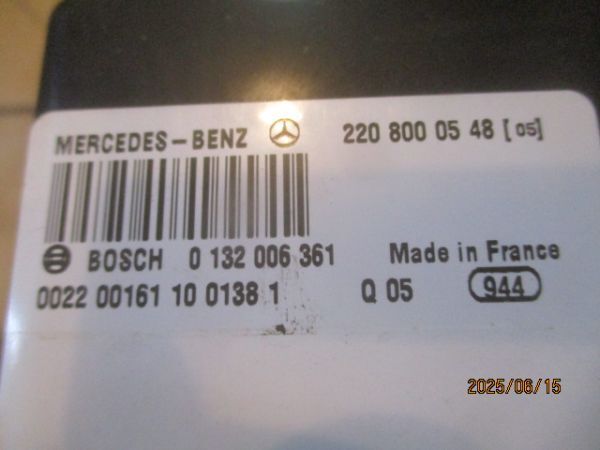 MERCEDES-BENZ 220 800 05 48 [05]
BOSCH 0 132 006 361 Made in France
0022 00161 10 0138 1 Q 05 944
2025/06/15